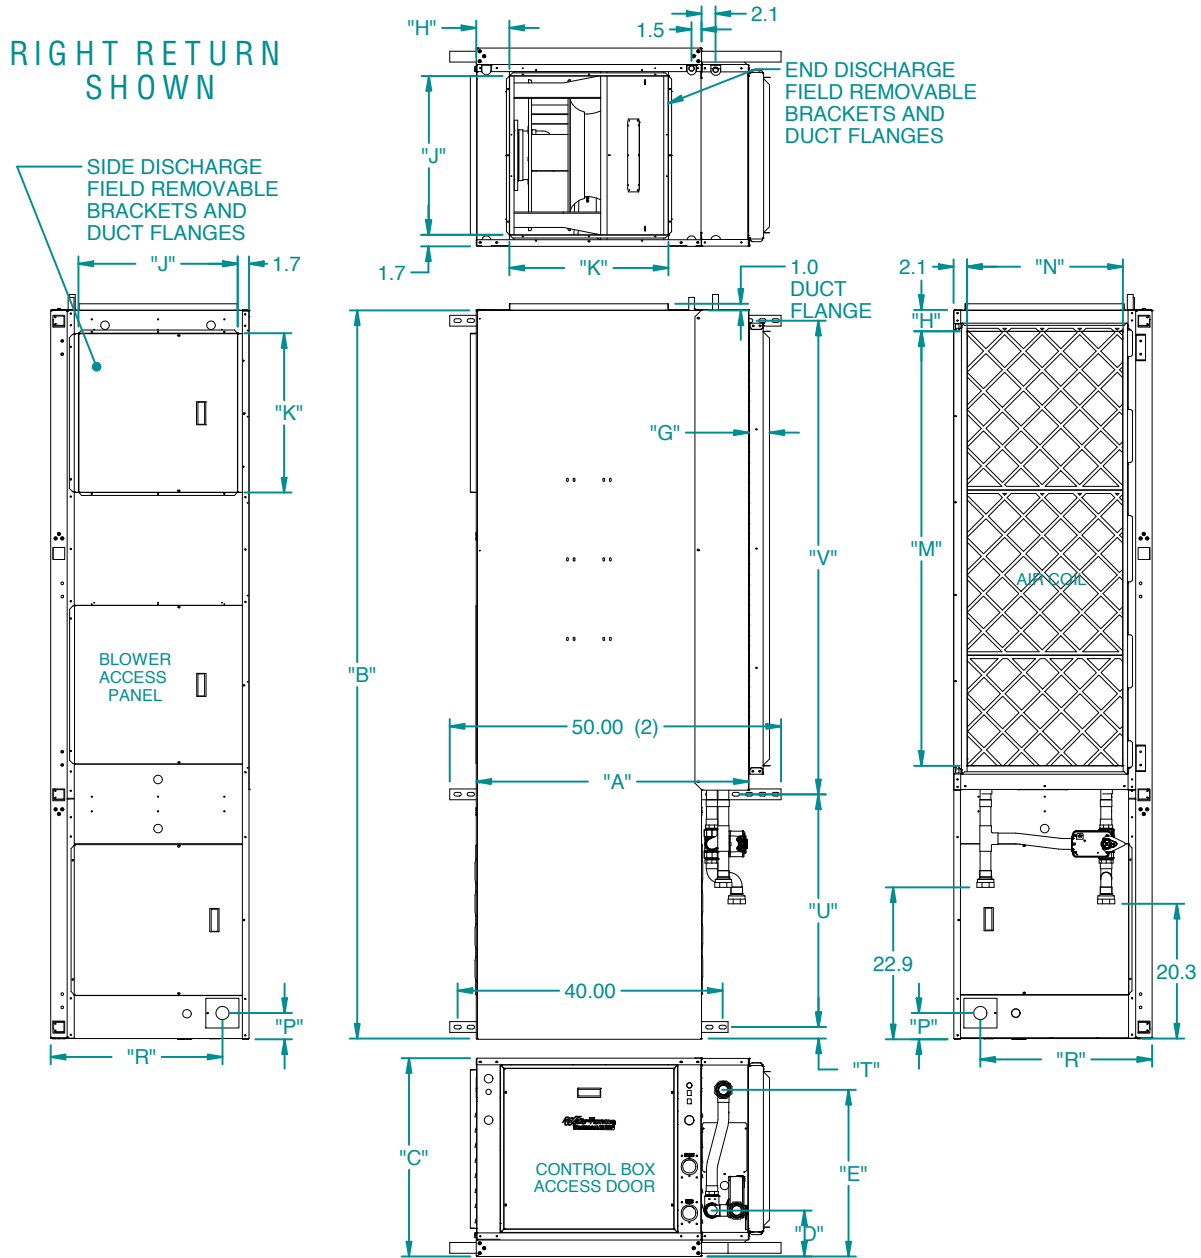 RIGHT RETURN
SHOWN
"H"
2.1
1.5
END DISCHARGE
FIELD REMOVABLE
BRACKETS AND
DUCT FLANGES
"J"
SIDE DISCHARGE
FIELD REMOVABLE
BRACKETS AND
DUCT FLANGES
"J"
1.7
1.7
"K"
1.0
DUCT
FLANGE
2.1
"N"
"H"
"K"
"G"
"V"
"M"
AIR COIL
BLOWER
ACCESS
PANEL
"B"
50.00 (2)
"A"
"U"
22.9
20.3
40.00
"P"
"R"
"P"
"R"
"T"
"C"
CONTROL BOX
ACCESS DOOR
"E"
"D"